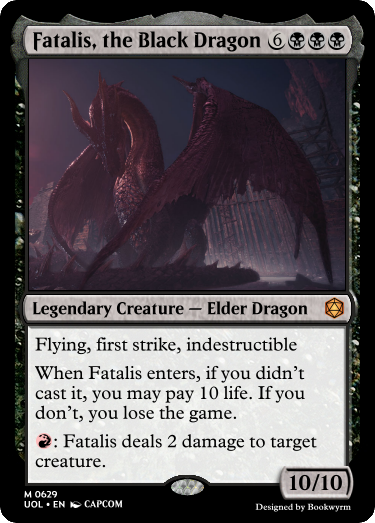 Fatalis, the Black Dragon 6
Legendary Creature — Elder Dragon
Flying, first strike, indestructible
When Fatalis enters, if you didn't
cast it, you may pay 10 life. If you
don't, you lose the game.
: Fatalis deals 2 damage to target
creature.
10/10
M 0629
UOL • EN CAPCOM
Designed by Bookwyrm